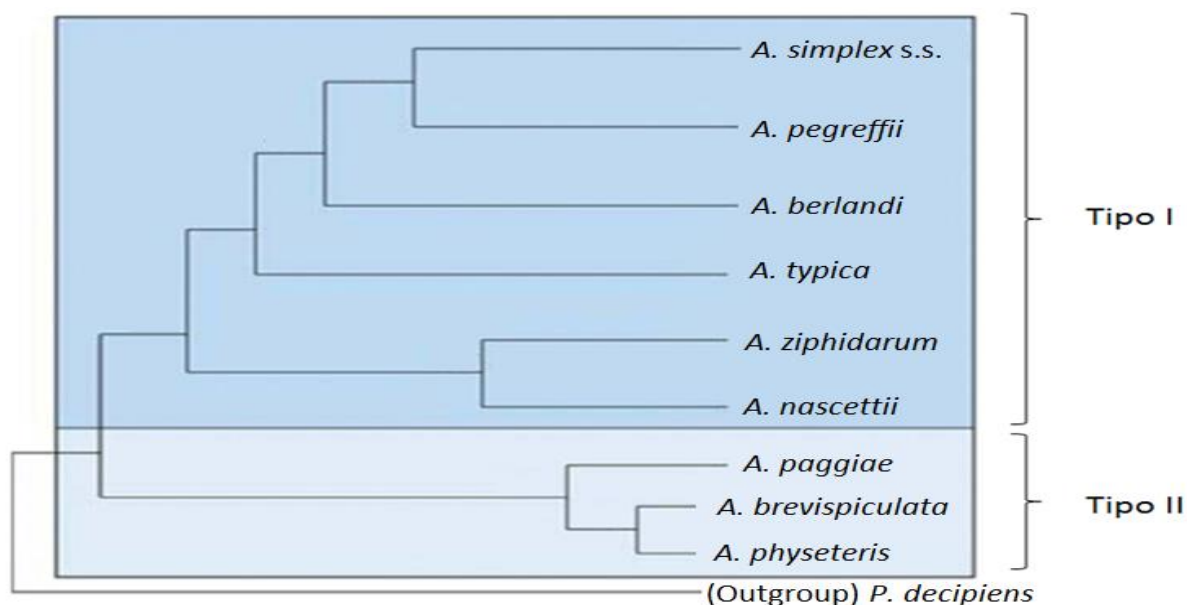 A. simplex s.s.
A. pegreffii
A. berlandi
A. typica
A. ziphidarum
A. nascettii
Tipo I
A. paggiae
A. brevispiculata
A. physeteris
Tipo II
(Outgroup) P. decipiens